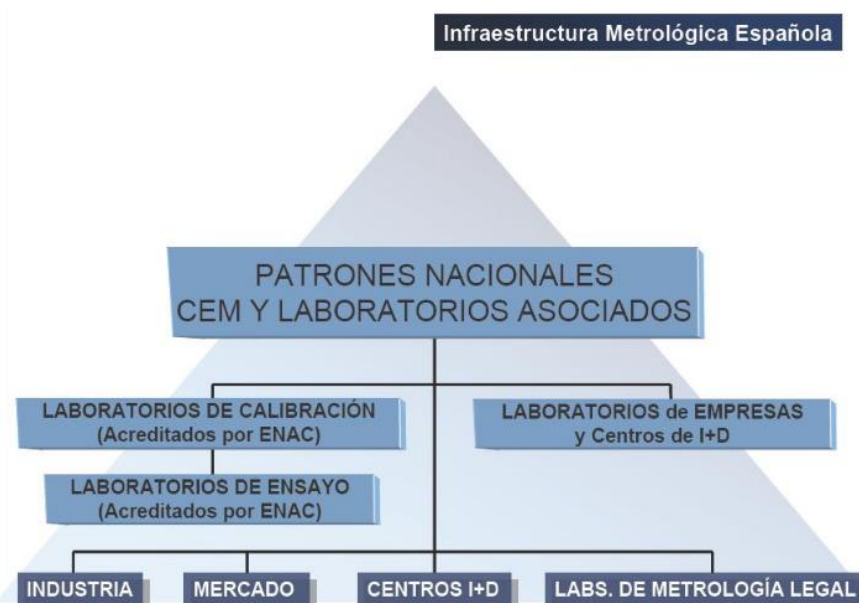 Infraestructura Metrológica Española
PATRONES NACIONALES
CEM Y LABORATORIOS ASOCIADOS
LABORATORIOS DE CALIBRACIÓN
(Acreditados por ENAC)
LABORATORIOS de EMPRESAS
y Centros de I+D
LABORATORIOS DE ENSAYO
(Acreditados por ENAC)
INDUSTRIA
MERCADO
CENTROS I+D
LABS. DE METROLOGÍA LEGAL